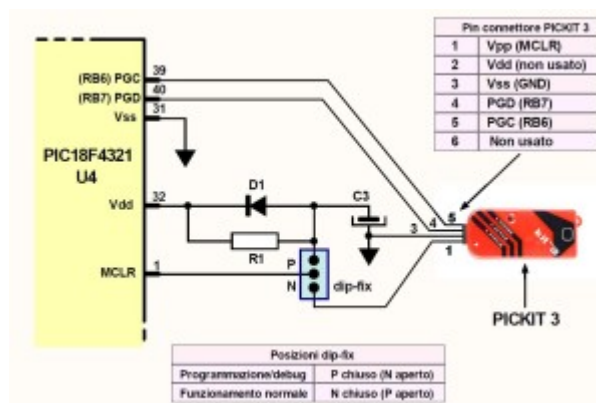 Pin connettore PICKIT 3
1 Vpp (MCLR)
2 Vdd (non usato)
3 Vss (GND)
4 PGD (RB7)
5 PGC (RB6)
6 Non usato
(RB6) PGC 39
(RB7) PGD 40
Vss 31
PIC18F4321
U4
Vdd 32
D1
C3
R1
MCLR 1
P
N
dip-fix
3
4
5
1
PICKIT 3
Posizioni dip-fix
Programmazione/debug P chiuso (N aperto)
Funzionamento normale N chiuso (P aperto)